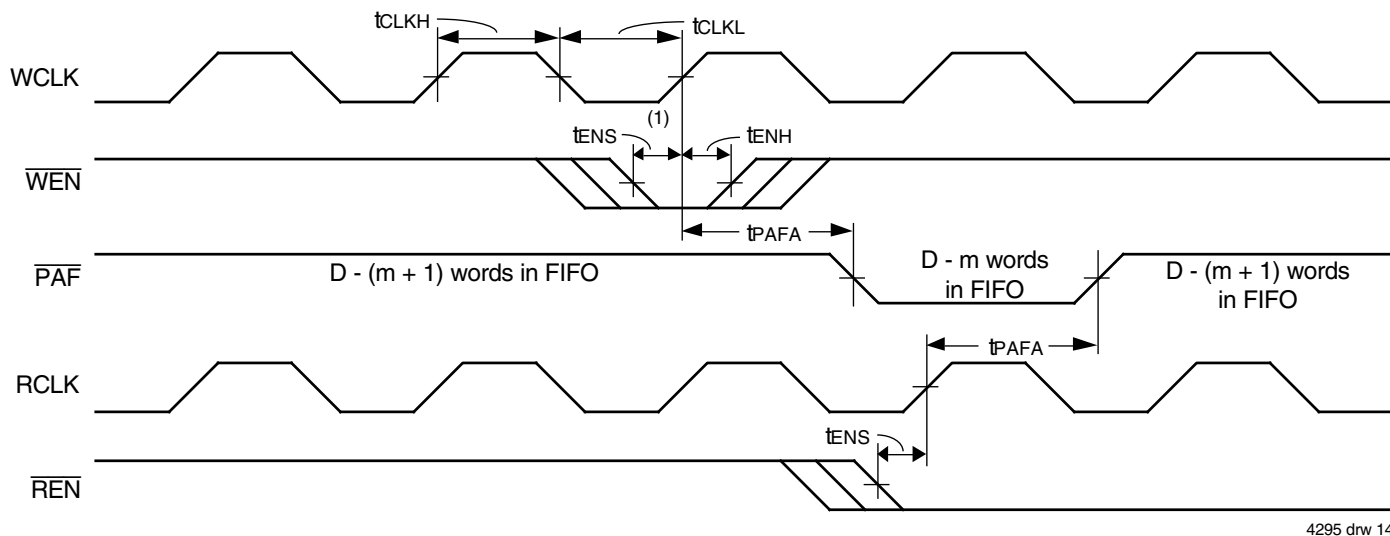 tCLKH
tCLKL
WCLK
(1)
tENS
tENH
WEN
tPAFA
PAF
D - (m + 1) words in FIFO
D - m words
in FIFO
D - (m + 1) words
in FIFO
tPAFA
RCLK
tENS
REN
4295 drw 14